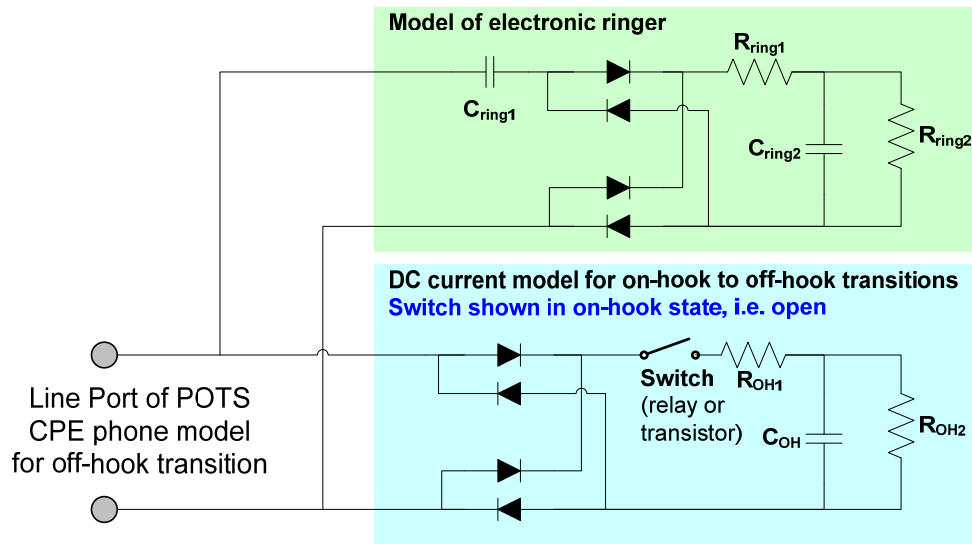 Model of electronic ringer
Rring1
Cring1
Cring2
Rring2
DC current model for on-hook to off-hook transitions
Switch shown in on-hook state, i.e. open
Line Port of POTS
CPE phone model
for off-hook transition
Switch
(relay or
transistor)
ROH1
COH
ROH2